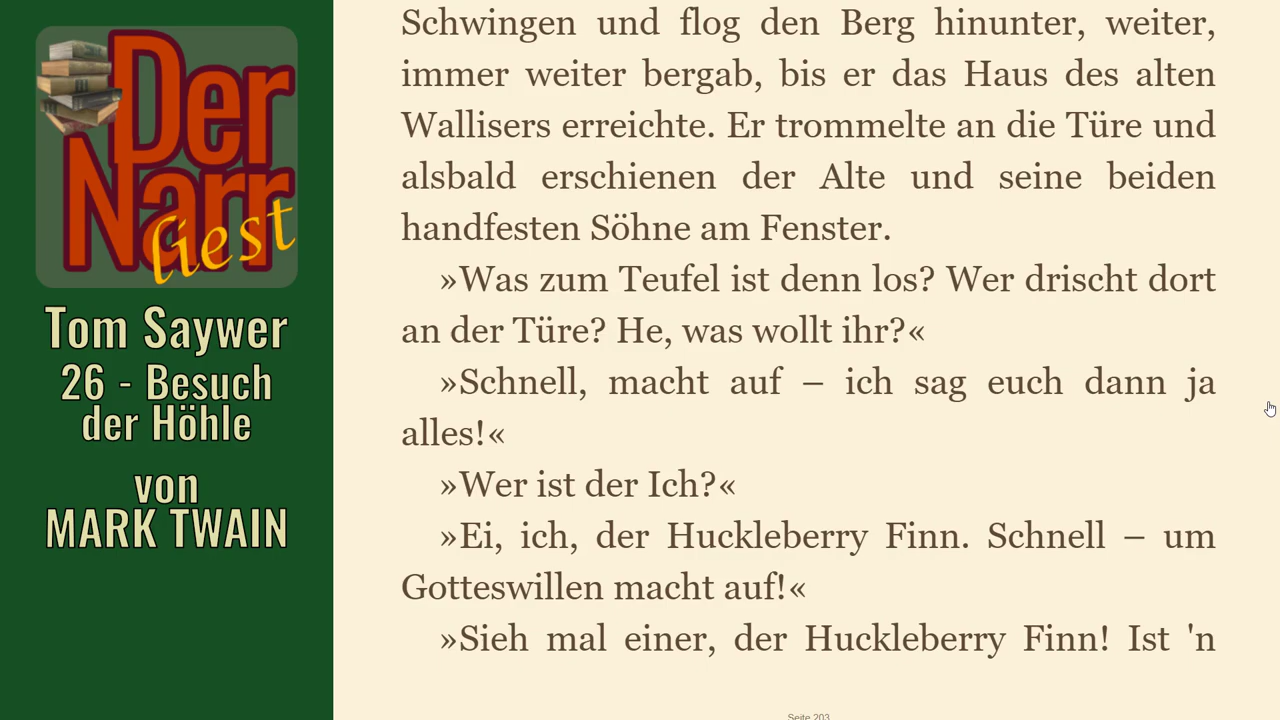 Der
Narr
liest
Tom Saywer
26 - Besuch
der Höhle
von
MARK TWAIN
Schwingen und flog den Berg hinunter, weiter,
immer weiter bergab, bis er das Haus des alten
Wallisers erreichte. Er trommelte an die Türe und
alsbald erschienen der Alte und seine beiden
handfesten Söhne am Fenster.
»Was zum Teufel ist denn los? Wer drischt dort
an der Türe? He, was wollt ihr?«
»Schnell, macht auf – ich sag euch dann ja
alles!«
»Wer ist der Ich?«
»Ei, ich, der Huckleberry Finn. Schnell – um
Gotteswillen macht auf!«
»Sieh mal einer, der Huckleberry Finn! Ist 'n
Seite 203